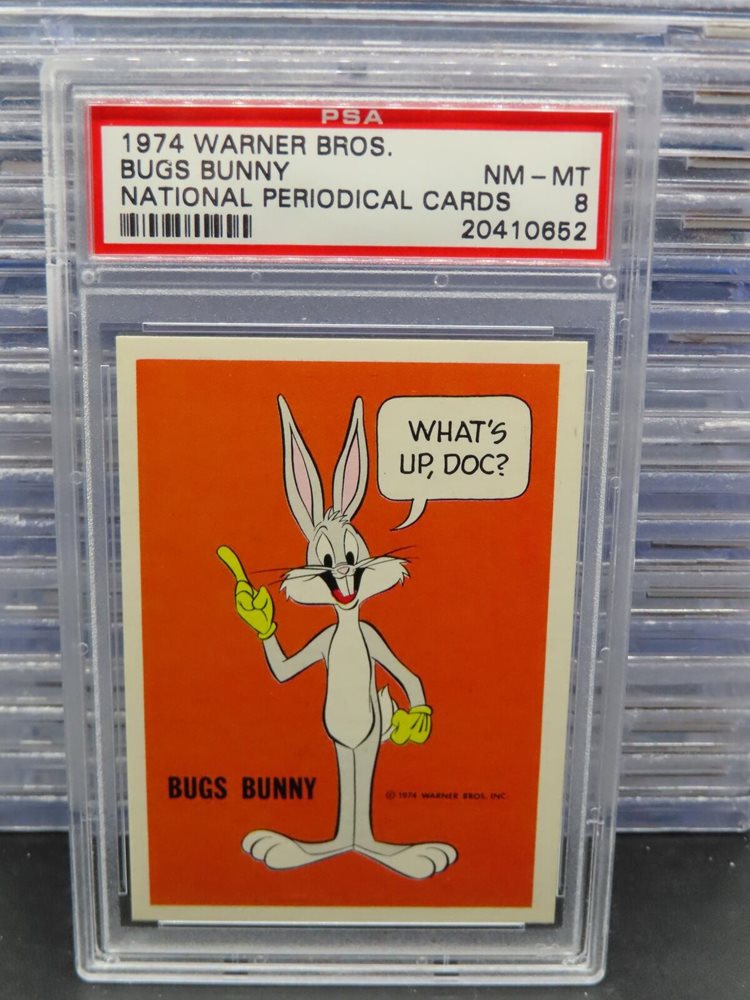 PSA
1974 WARNER BROS.
BUGS BUNNY NM - MT
NATIONAL PERIODICAL CARDS 8
20410652
WHAT'S
UP, DOC?
BUGS BUNNY
© 1974 WARNER BROS. INC.